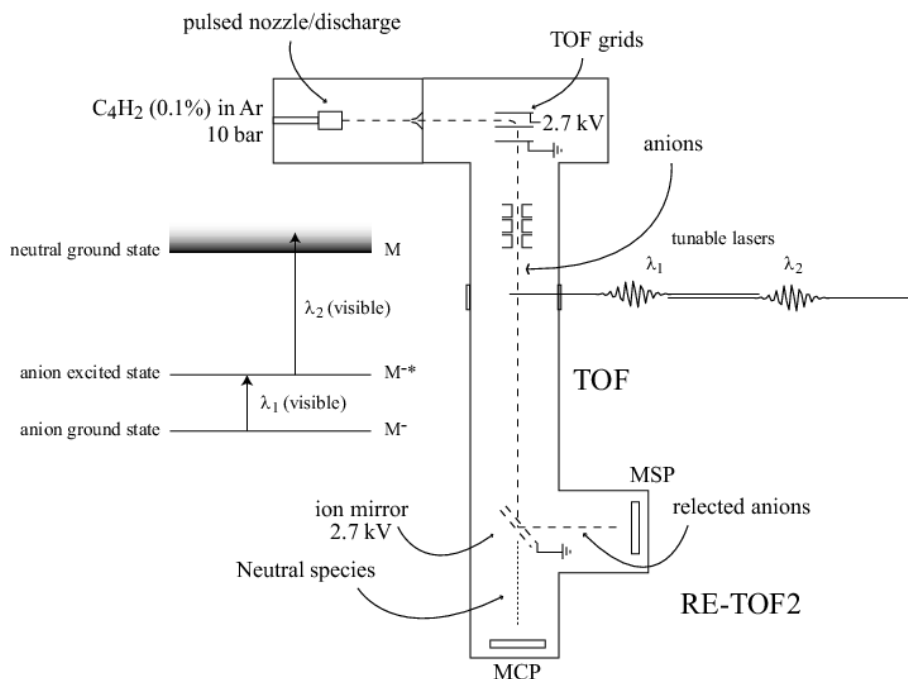 pulsed nozzle/discharge
TOF grids
C4H2 (0.1%) in Ar
10 bar
2.7 kV
anions
neutral ground state
M
tunable lasers
λ1
λ2
λ2 (visible)
anion excited state
M-*
TOF
λ1 (visible)
anion ground state
M-
MSP
ion mirror
2.7 kV
relected anions
Neutral species
RE-TOF2
MCP